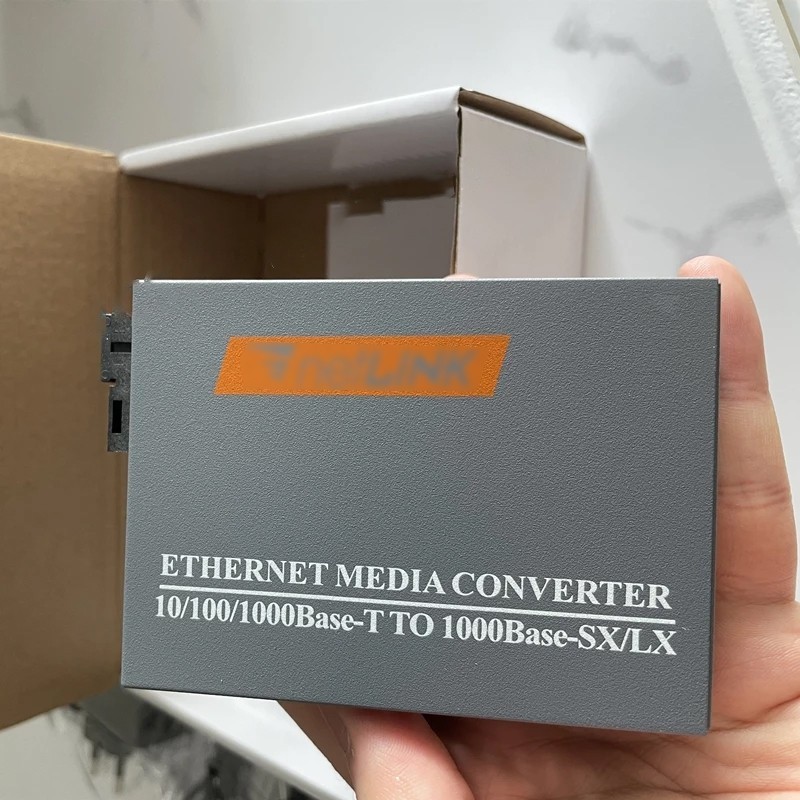 netLINK
ETHERNET MEDIA CONVERTER
10/100/1000Base-T TO 1000Base-SX/LX